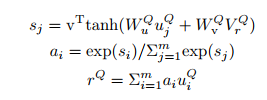 s_j = v^T tanh(W_u^Q u_j^Q + W_v^Q V_r^Q)
a_i = exp(s_i)/Σ_{j=1}^m exp(s_j)
r^Q = Σ_{i=1}^m a_i u_i^Q